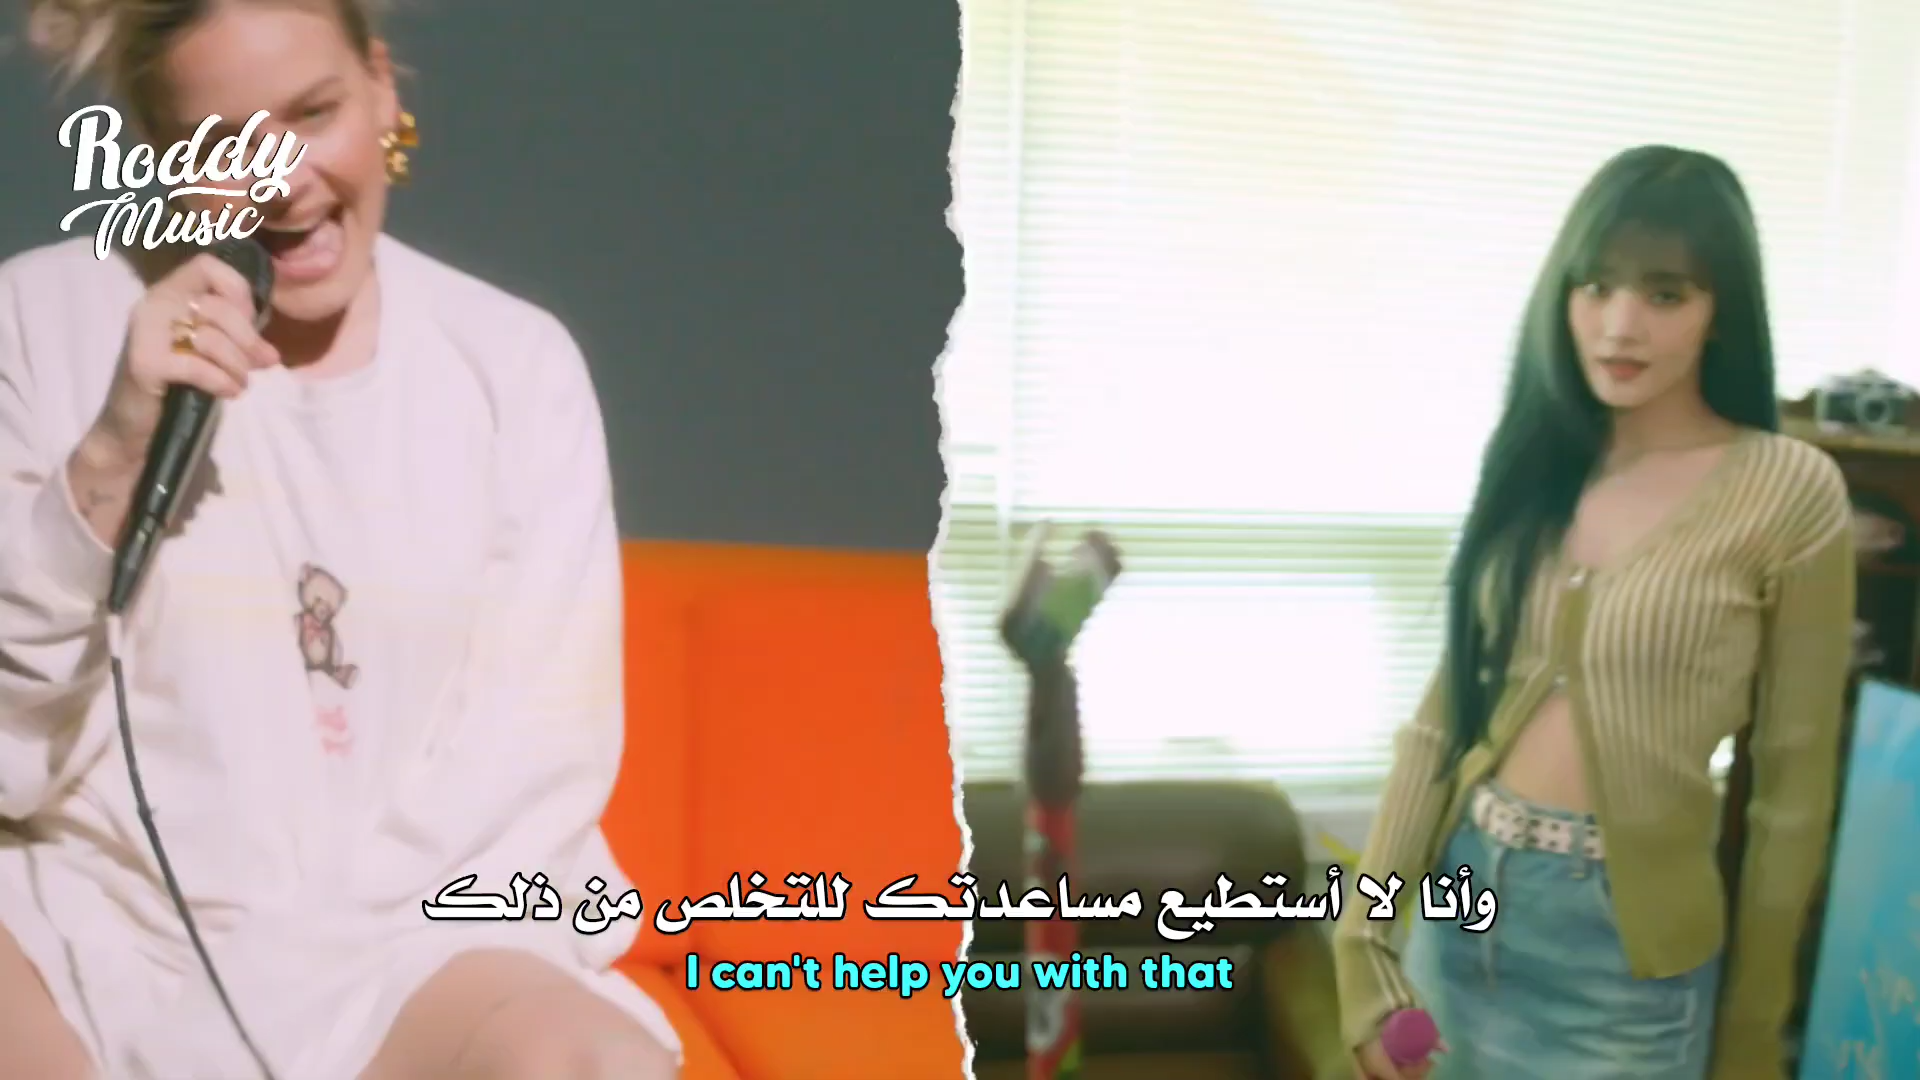 Roddy
Music
وأنا لا أستطيع مساعدتك للتخلص من ذلك
I can't help you with that